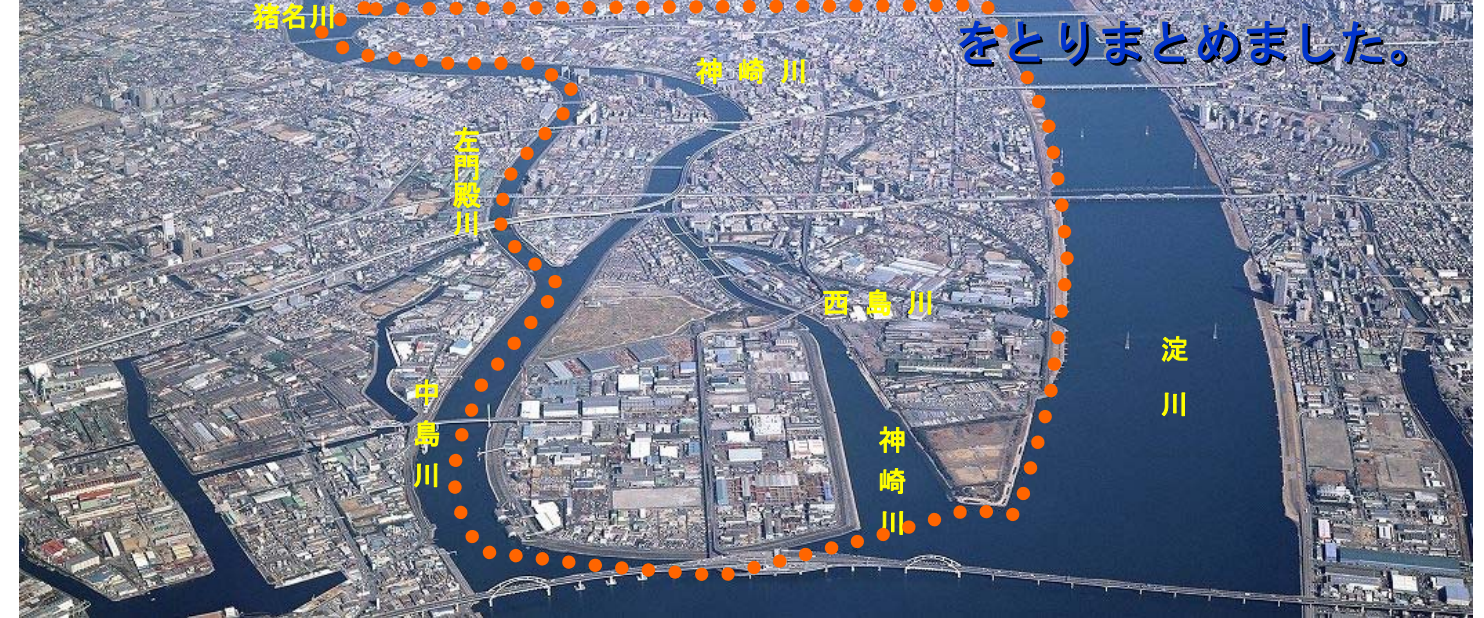 猪名川
をとりまとめました。
神崎川
左門殿川
西島川
淀川
中島川
神崎川